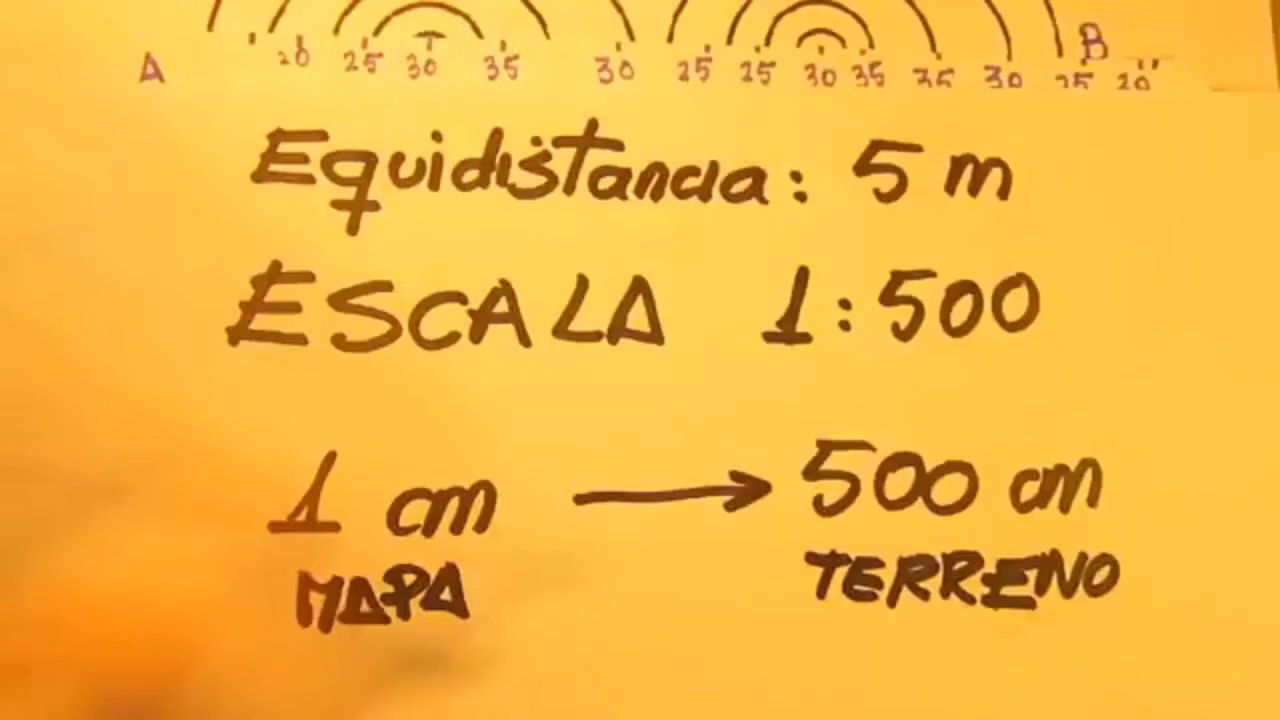 A 20 25 30 35 30 25 25 30 35 35 30 25 20 B
Equidistancia: 5 m
ESCALA 1:500
1 cm → 500 cm
MAPA TERRENO